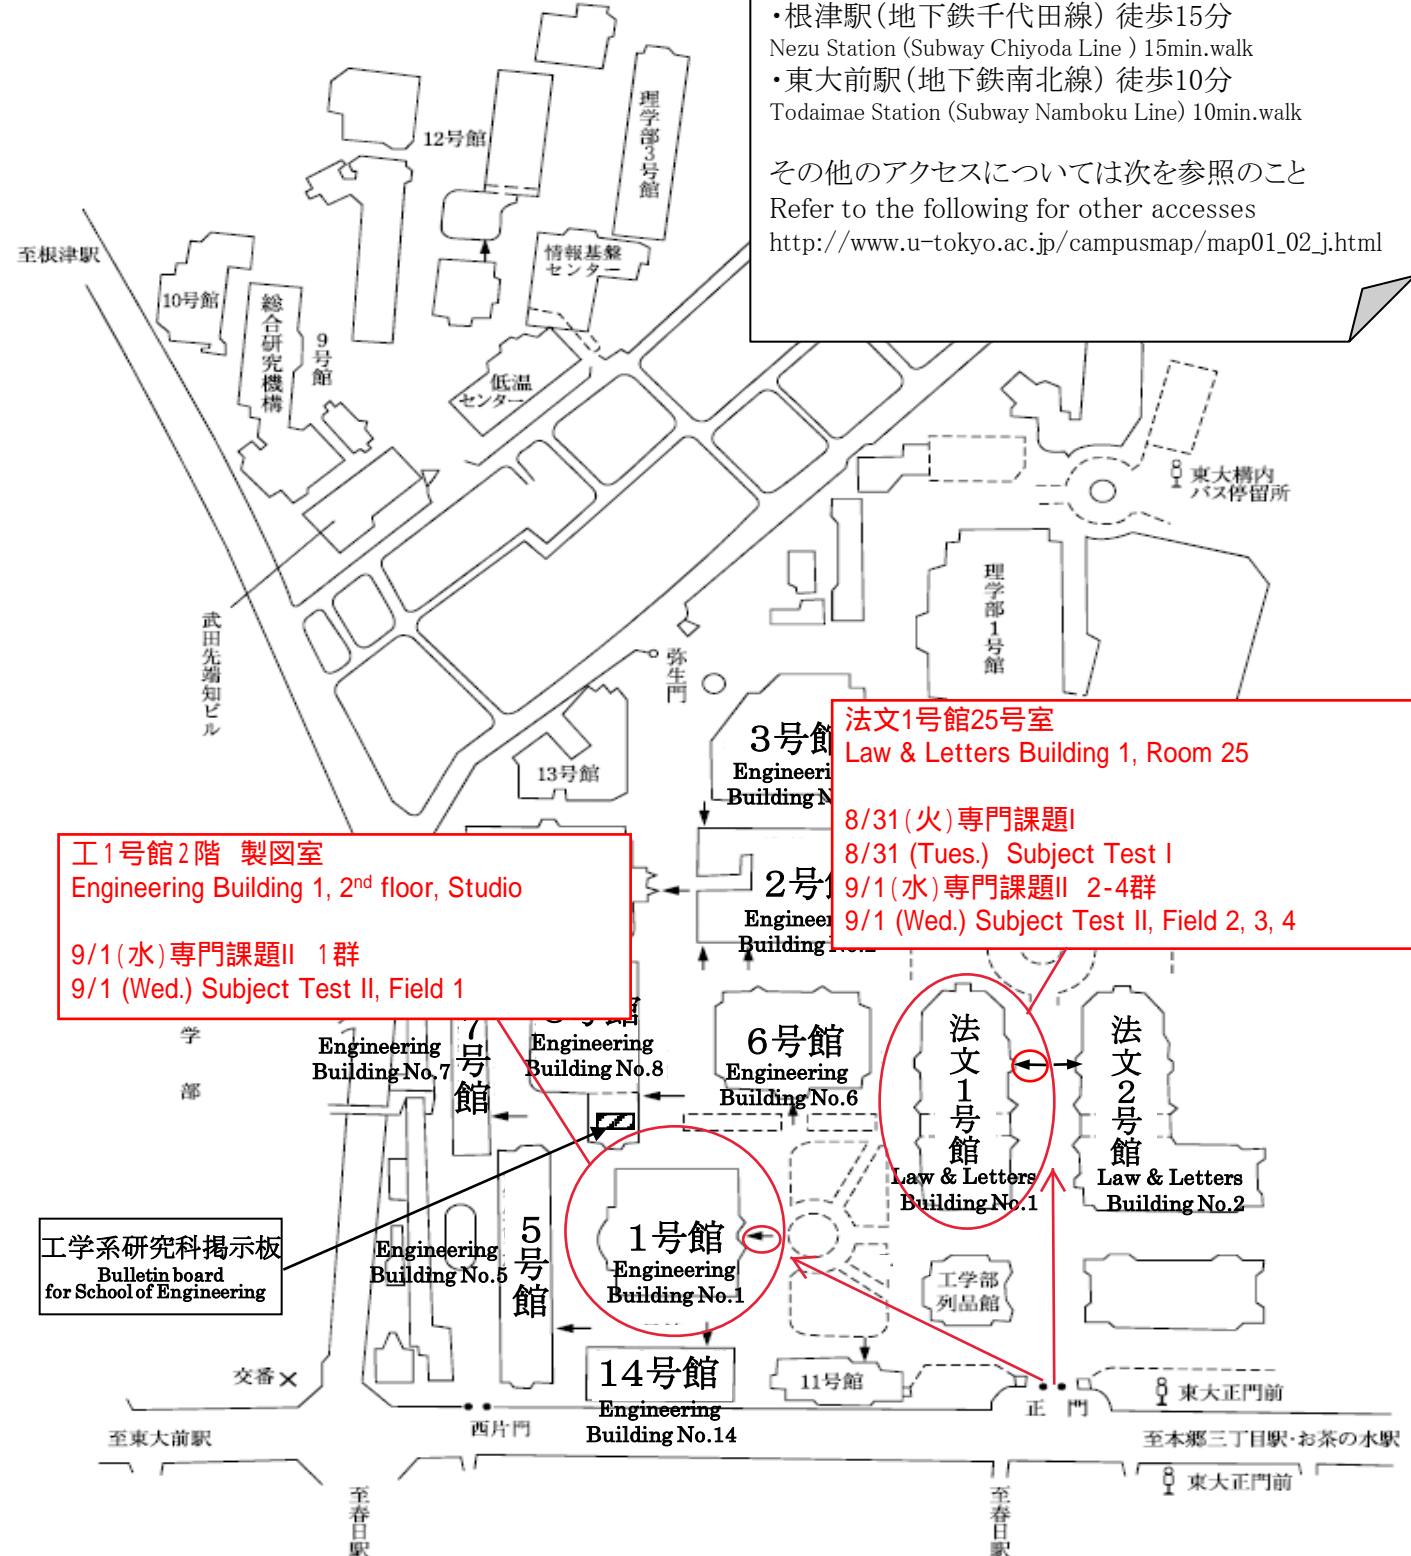 ・根津駅（地下鉄千代田線） 徒歩15分
Nezu Station (Subway Chiyoda Line ) 15min.walk
・東大前駅（地下鉄南北線） 徒歩10分
Todaimae Station (Subway Namboku Line) 10min.walk
その他のアクセスについては次を参照のこと
Refer to the following for other accesses
http://www.u-tokyo.ac.jp/campusmap/map01_02_j.html
理学部3号館
12号館
至根津駅
情報基盤
センター
10号館
総合研究機構
9号館
低温
センター
東大構内
バス停留所
理学部1号館
武田先端知ビル
弥生門
13号館
3号館
Engineeri
Building N
法文1号館25号室
Law & Letters Building 1, Room 25
8/31(火)専門課題I
8/31 (Tues.) Subject Test I
9/1(水)専門課題II 2-4群
9/1 (Wed.) Subject Test II, Field 2, 3, 4
工1号館2階 製図室
Engineering Building 1, 2nd floor, Studio
9/1(水)専門課題II 1群
9/1 (Wed.) Subject Test II, Field 1
2号
Enginee
Building No.2
学部
7号館
Engineering
Building No.7
号館
Engineering
Building No.8
6号館
Engineering
Building No.6
法文1号館
Law & Letters
Building No.1
法文2号館
Law & Letters
Building No.2
工学系研究科掲示板
Bulletin board
for School of Engineering
5号館
Engineering
Building No.5
1号館
Engineering
Building No.1
工学部
列品館
14号館
Engineering
Building No.14
11号館
交番
西片門
正門
東大正門前
至東大前駅
至本郷三丁目駅・お茶の水駅
東大正門前
至春日駅
至春日駅